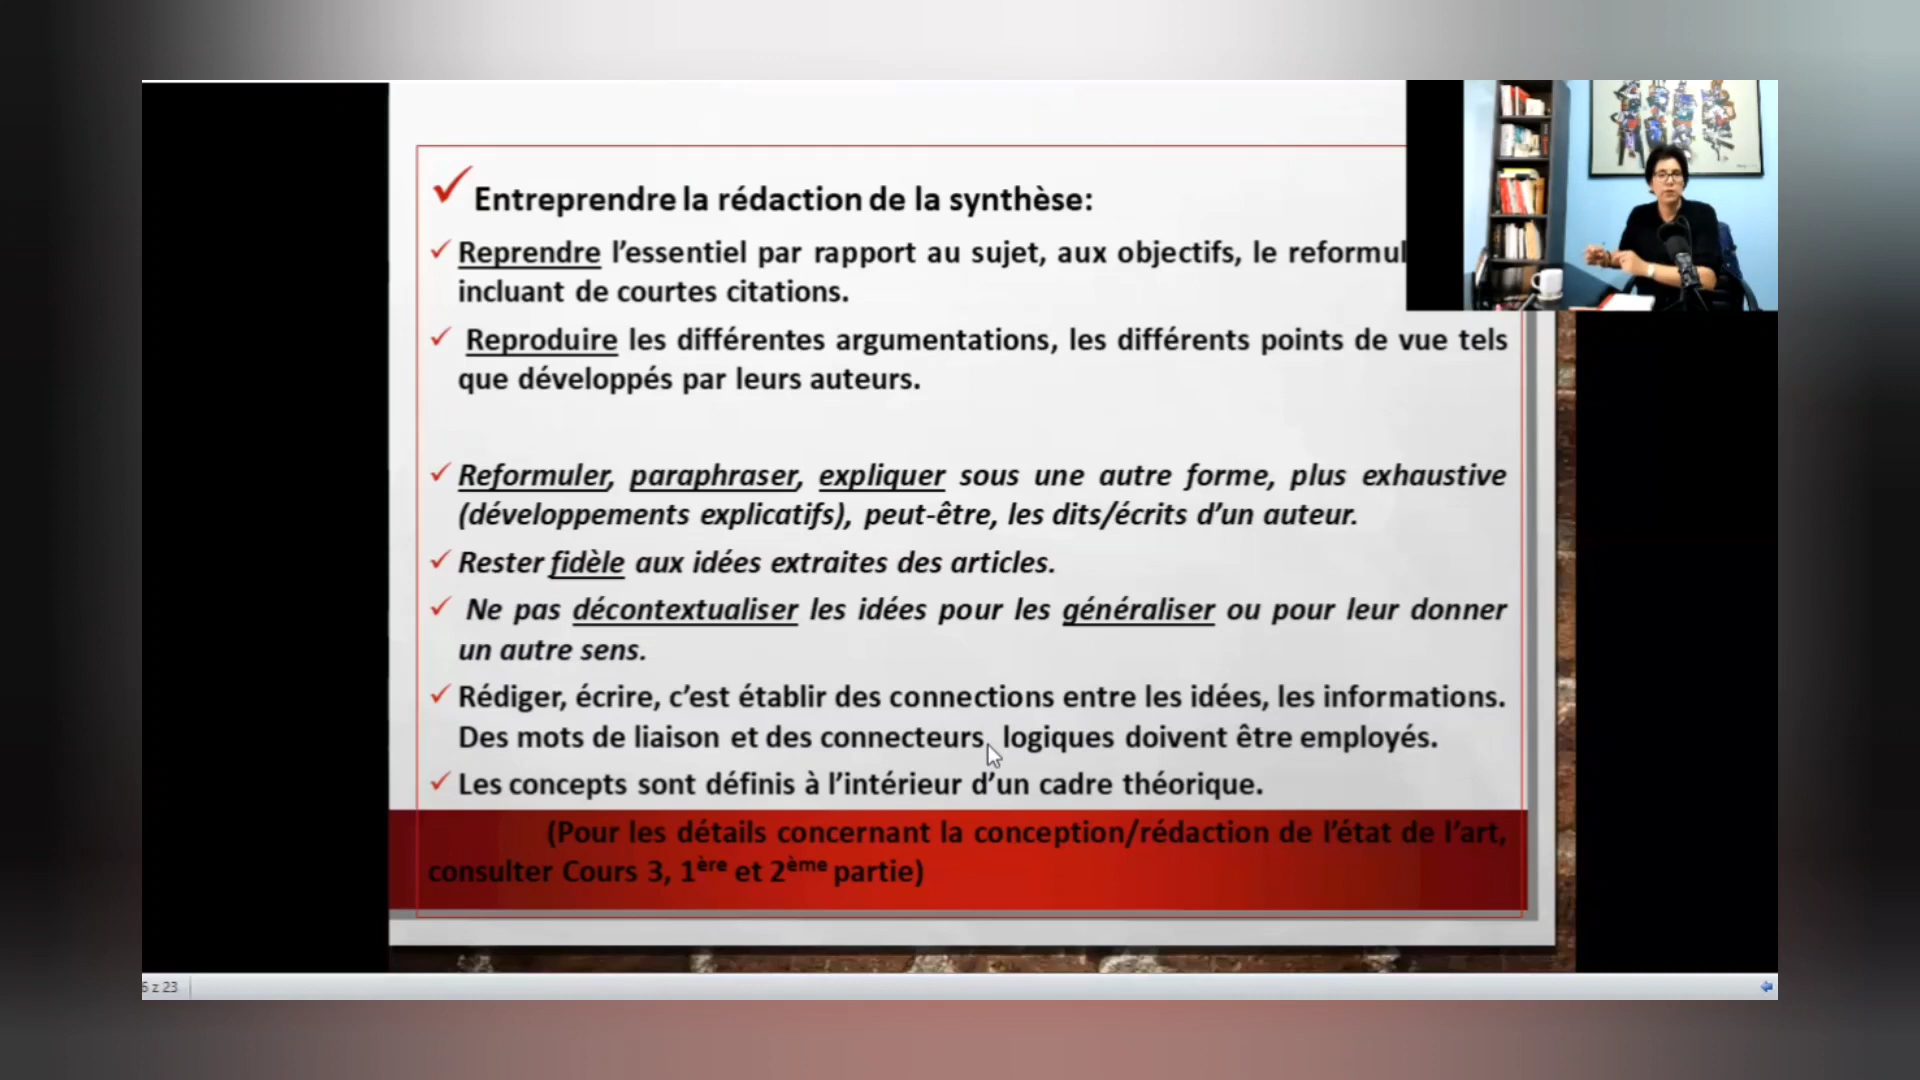 Entreprendre la rédaction de la synthèse:
Reprendre l’essentiel par rapport au sujet, aux objectifs, le
incluant de courtes citations.
Reproduire les différentes argumentations, les différents points de vue tels
que développés par leurs auteurs.
Reformuler, paraphraser, expliquer sous une autre forme, plus exhaustive
(développements explicatifs), peut-être, les dits/écrits d’un auteur.
Rester fidèle aux idées extraites des articles.
Ne pas décontextualiser les idées pour les généraliser ou pour leur donner
un autre sens.
Rédiger, écrire, c’est établir des connections entre les idées, les informations.
Des mots de liaison et des connecteurs logiques doivent être employés.
Les concepts sont définis à l’intérieur d’un cadre théorique.
(Pour les détails concernant la conception/rédaction de l’état de l’art,
consulter Cours 3, 1ère et 2ème partie)
6 z 23